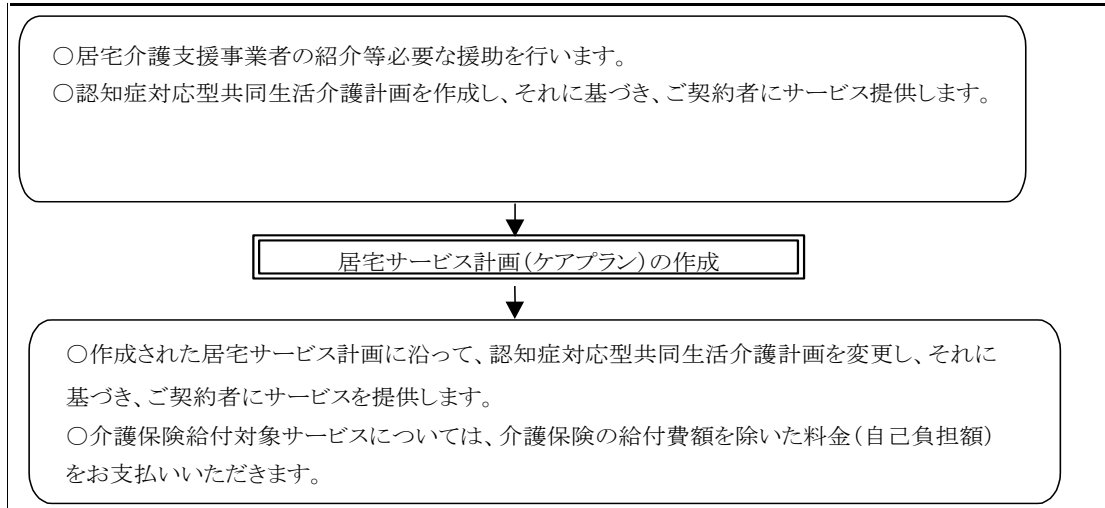 ○居宅介護支援事業者の紹介等必要な援助を行います。
○認知症対応型共同生活介護計画を作成し、それに基づき、ご契約者にサービス提供します。
居宅サービス計画(ケアプラン)の作成
○作成された居宅サービス計画に沿って、認知症対応型共同生活介護計画を変更し、それに
基づき、ご契約者にサービスを提供します。
○介護保険給付対象サービスについては、介護保険の給付費額を除いた料金(自己負担額)
をお支払いいただきます。